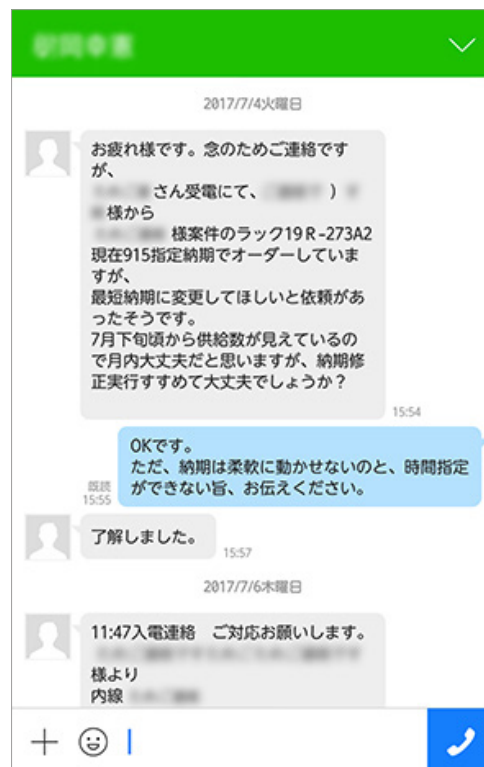 2017/7/4火曜日
お疲れ様です。念のためご連絡です
が、
さん受電にて、 )
様から
様案件のラック19R-273A2
現在915指定納期でオーダーしていま
すが、
最短納期に変更してほしいと依頼があ
ったそうです。
7月下旬頃から供給数が見えているの
で月内大丈夫だと思いますが、納期修
正実行すすめて大丈夫でしょうか？
15:54
OKです。
ただ、納期は柔軟に動かせないのと、時間指定
ができない旨、お伝えください。
既読
15:55
了解しました。
15:57
2017/7/6木曜日
11:47入電連絡　ご対応お願いします。
様より
内線